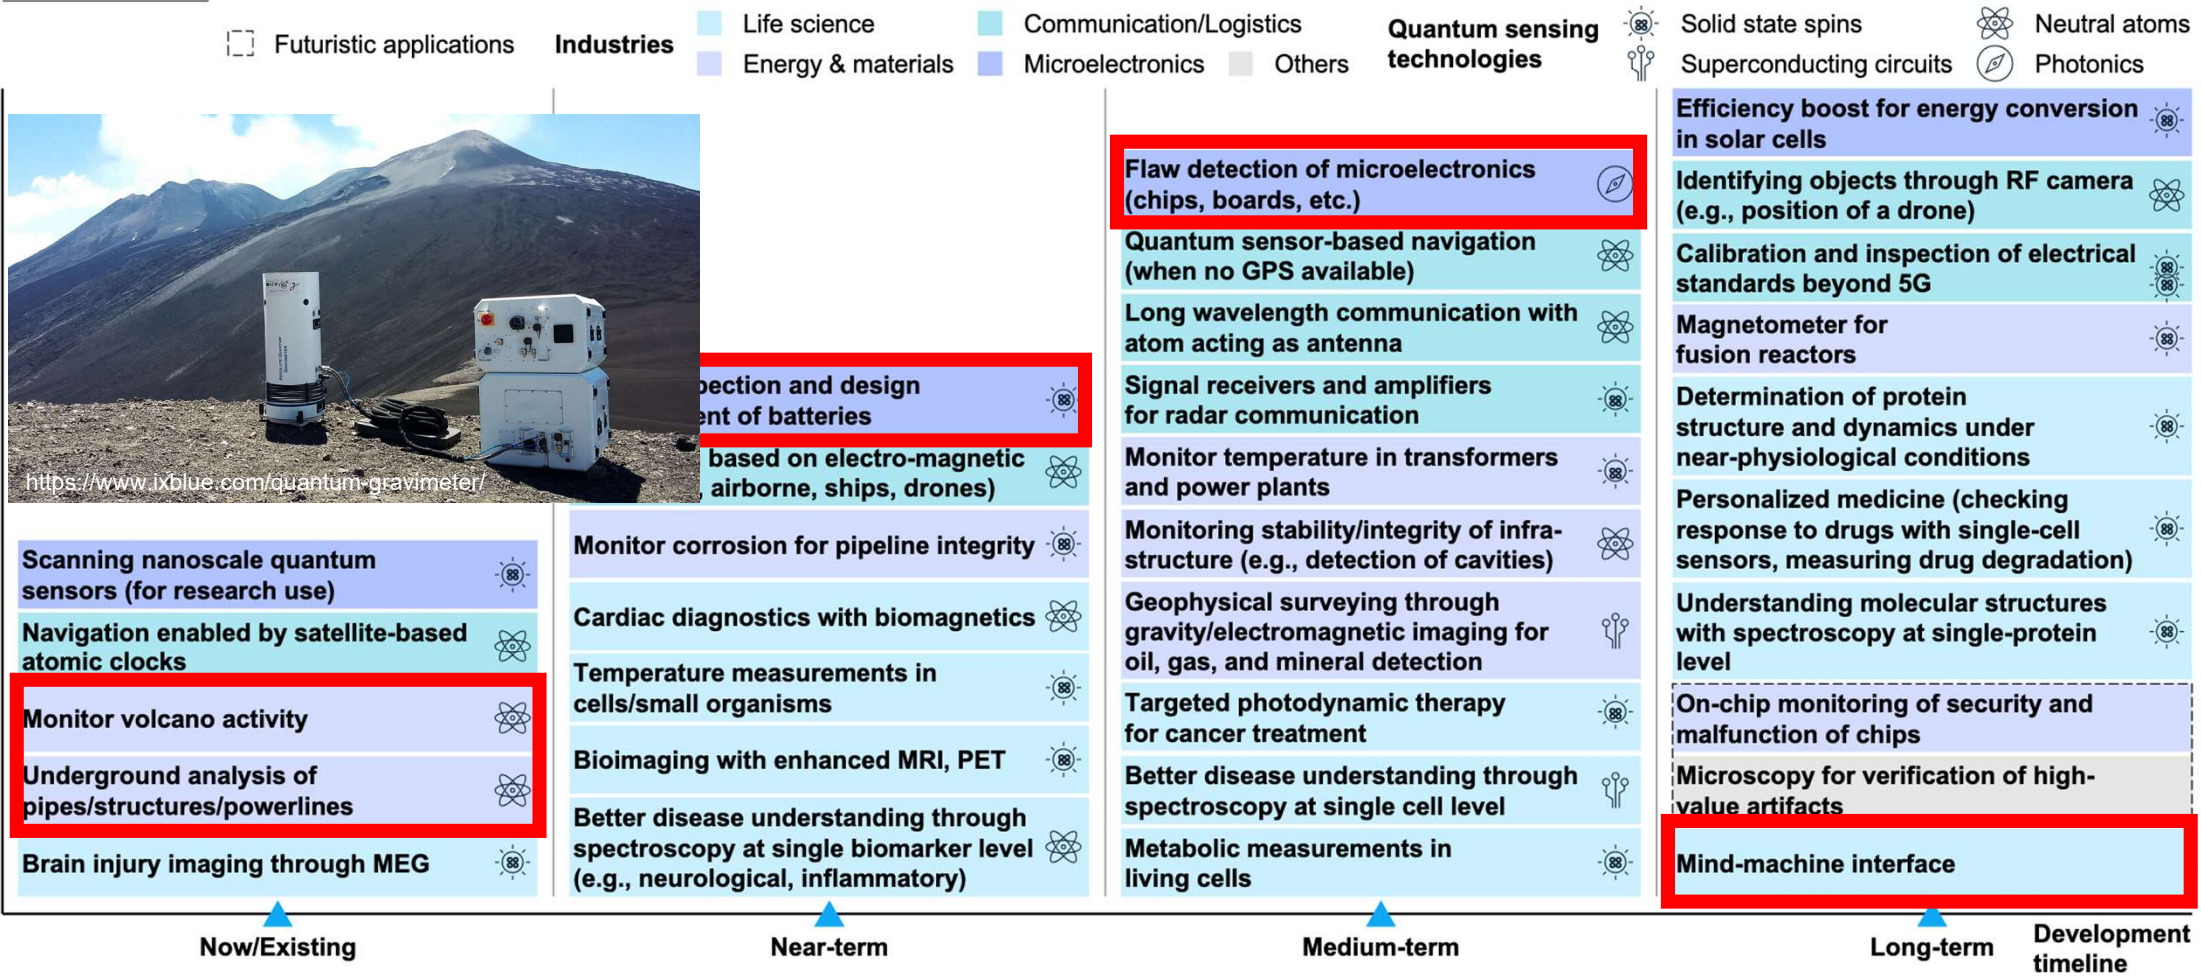 Futuristic applications
Industries
Life science
Communication/Logistics
Energy & materials
Microelectronics
Others
Quantum sensing
technologies
Solid state spins
Neutral atoms
Superconducting circuits
Photonics
https://www.ixblue.com/quantum-gravimeter/
Scanning nanoscale quantum
sensors (for research use)
Navigation enabled by satellite-based
atomic clocks
Monitor volcano activity
Underground analysis of
pipes/structures/powerlines
Brain injury imaging through MEG
and design
of batteries
based on electro-magnetic
airborne, ships, drones)
Monitor corrosion for pipeline integrity
Cardiac diagnostics with biomagnetics
Temperature measurements in
cells/small organisms
Bioimaging with enhanced MRI, PET
Better disease understanding through
spectroscopy at single biomarker level
(e.g., neurological, inflammatory)
Flaw detection of microelectronics
(chips, boards, etc.)
Quantum sensor-based navigation
(when no GPS available)
Long wavelength communication with
atom acting as antenna
Signal receivers and amplifiers
for radar communication
Monitor temperature in transformers
and power plants
Monitoring stability/integrity of infra-
structure (e.g., detection of cavities)
Geophysical surveying through
gravity/electromagnetic imaging for
oil, gas, and mineral detection
Targeted photodynamic therapy
for cancer treatment
Better disease understanding through
spectroscopy at single cell level
Metabolic measurements in
living cells
Efficiency boost for energy conversion
in solar cells
Identifying objects through RF camera
(e.g., position of a drone)
Calibration and inspection of electrical
standards beyond 5G
Magnetometer for
fusion reactors
Determination of protein
structure and dynamics under
near-physiological conditions
Personalized medicine (checking
response to drugs with single-cell
sensors, measuring drug degradation)
Understanding molecular structures
with spectroscopy at single-protein
level
On-chip monitoring of security and
malfunction of chips
Microscopy for verification of high-
value artifacts
Mind-machine interface
Now/Existing
Near-term
Medium-term
Long-term
Development
timeline